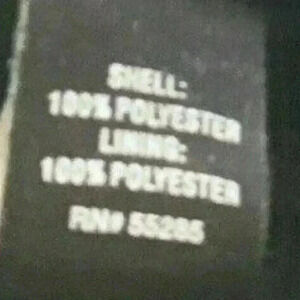 SHELL:
100% POLYESTER
LINING:
100% POLYESTER
RN# 55285